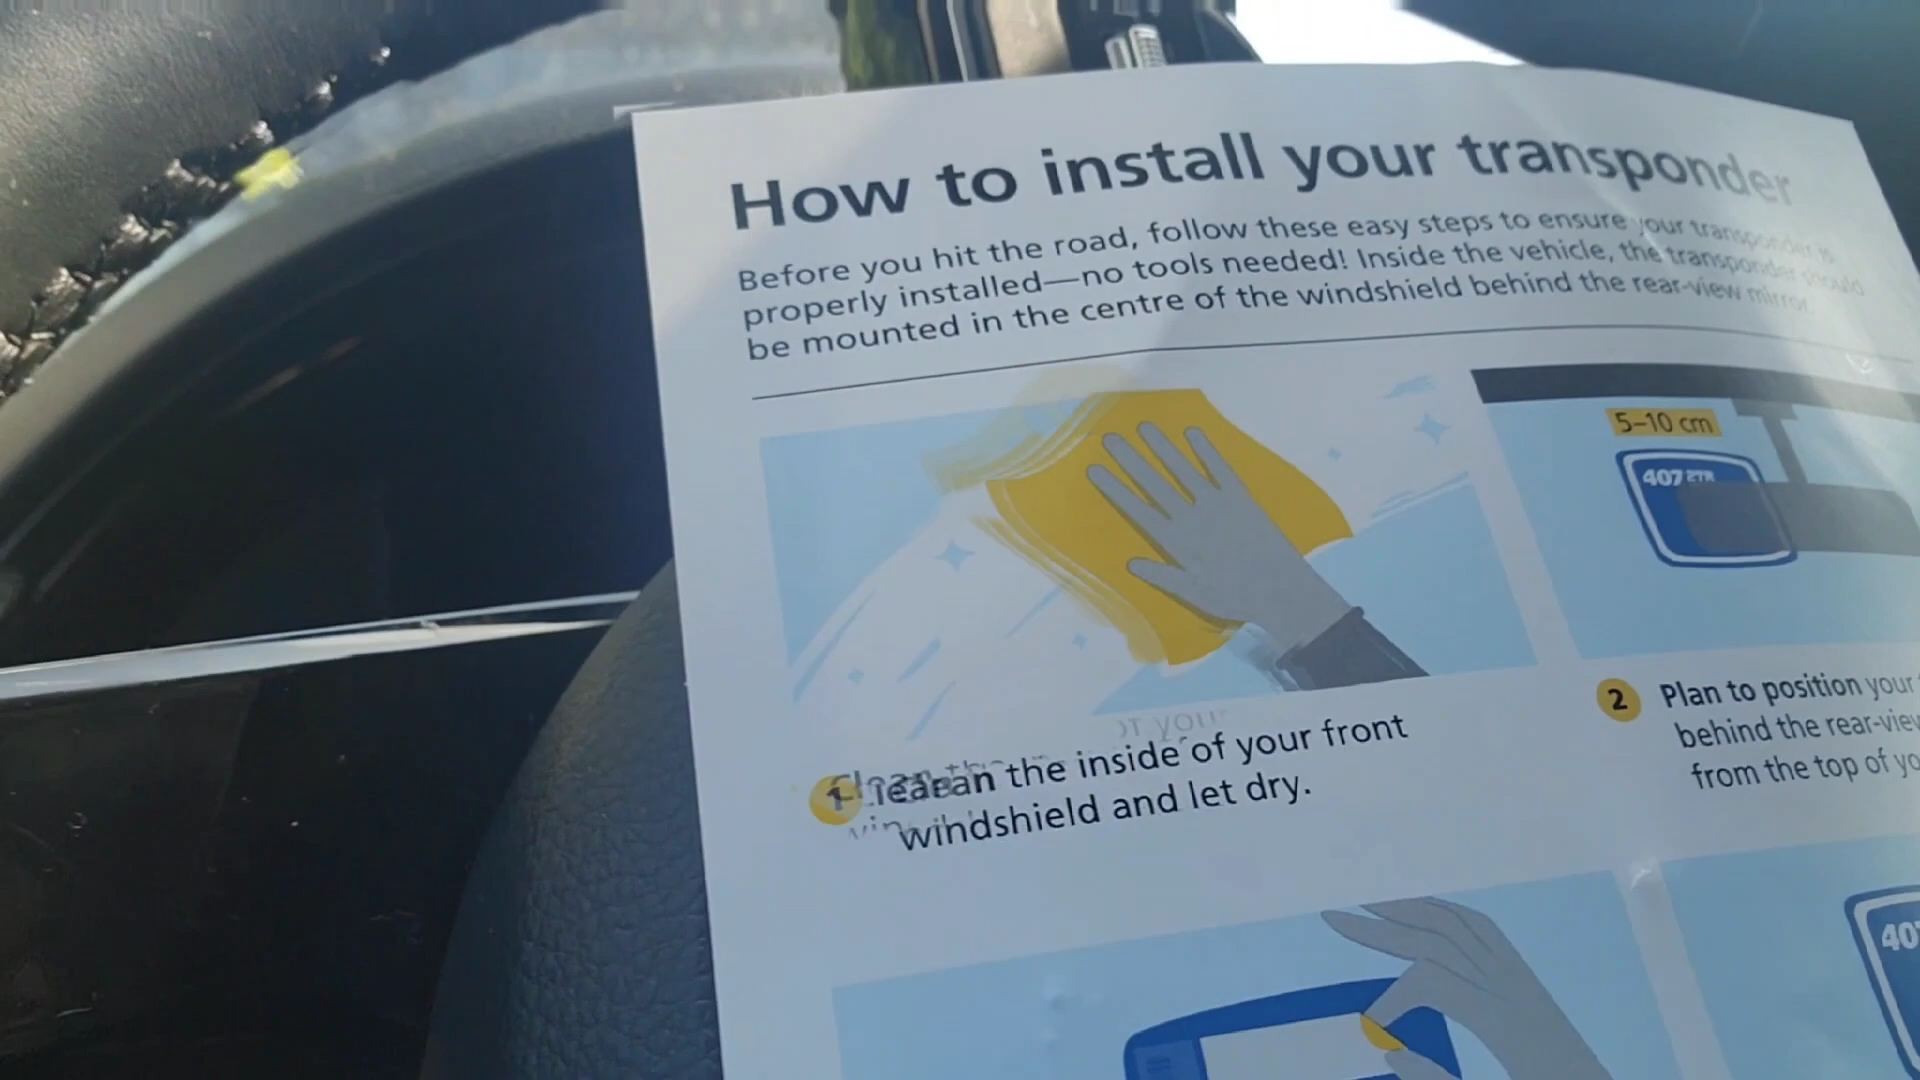 How to install your transponder
Before you hit the road, follow these easy steps to ensure your transponder is
properly installed—no tools needed! Inside the vehicle, the transponder should
be mounted in the centre of the windshield behind the rear-view mirror.
5–10 cm
407 ETR
1 Clean the inside of your front
windshield and let dry.
2 Plan to position your
behind the rear-view
from the top of
407